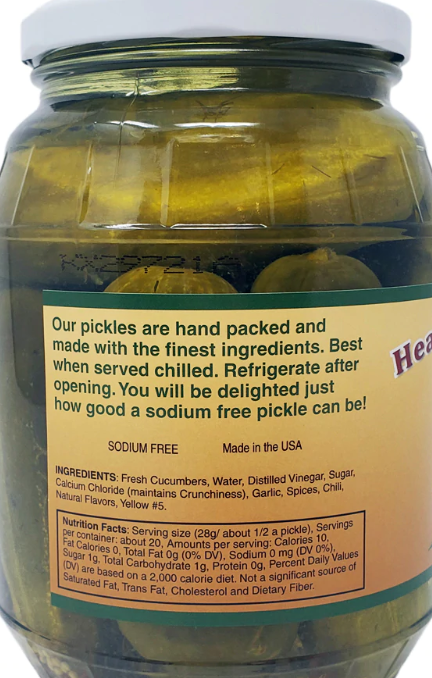 Our pickles are hand packed and
made with the finest ingredients. Best
when served chilled. Refrigerate after
opening. You will be delighted just
how good a sodium free pickle can be!
SODIUM FREE Made in the USA
INGREDIENTS: Fresh Cucumbers, Water, Distilled Vinegar, Sugar,
Calcium Chloride (maintains Crunchiness), Garlic, Spices, Chili,
Natural Flavors, Yellow #5.
Nutrition Facts: Serving size (28g/ about 1/2 a pickle), Servings
per container: about 20, Amounts per serving: Calories 10,
Fat Calories 0, Total Fat 0g (0% DV), Sodium 0 mg (DV 0%),
Sugar 1g, Total Carbohydrate 1g, Protein 0g, Percent Daily Values
(DV) are based on a 2,000 calorie diet. Not a significant source of
Saturated Fat, Trans Fat, Cholesterol and Dietary Fiber.
Hea